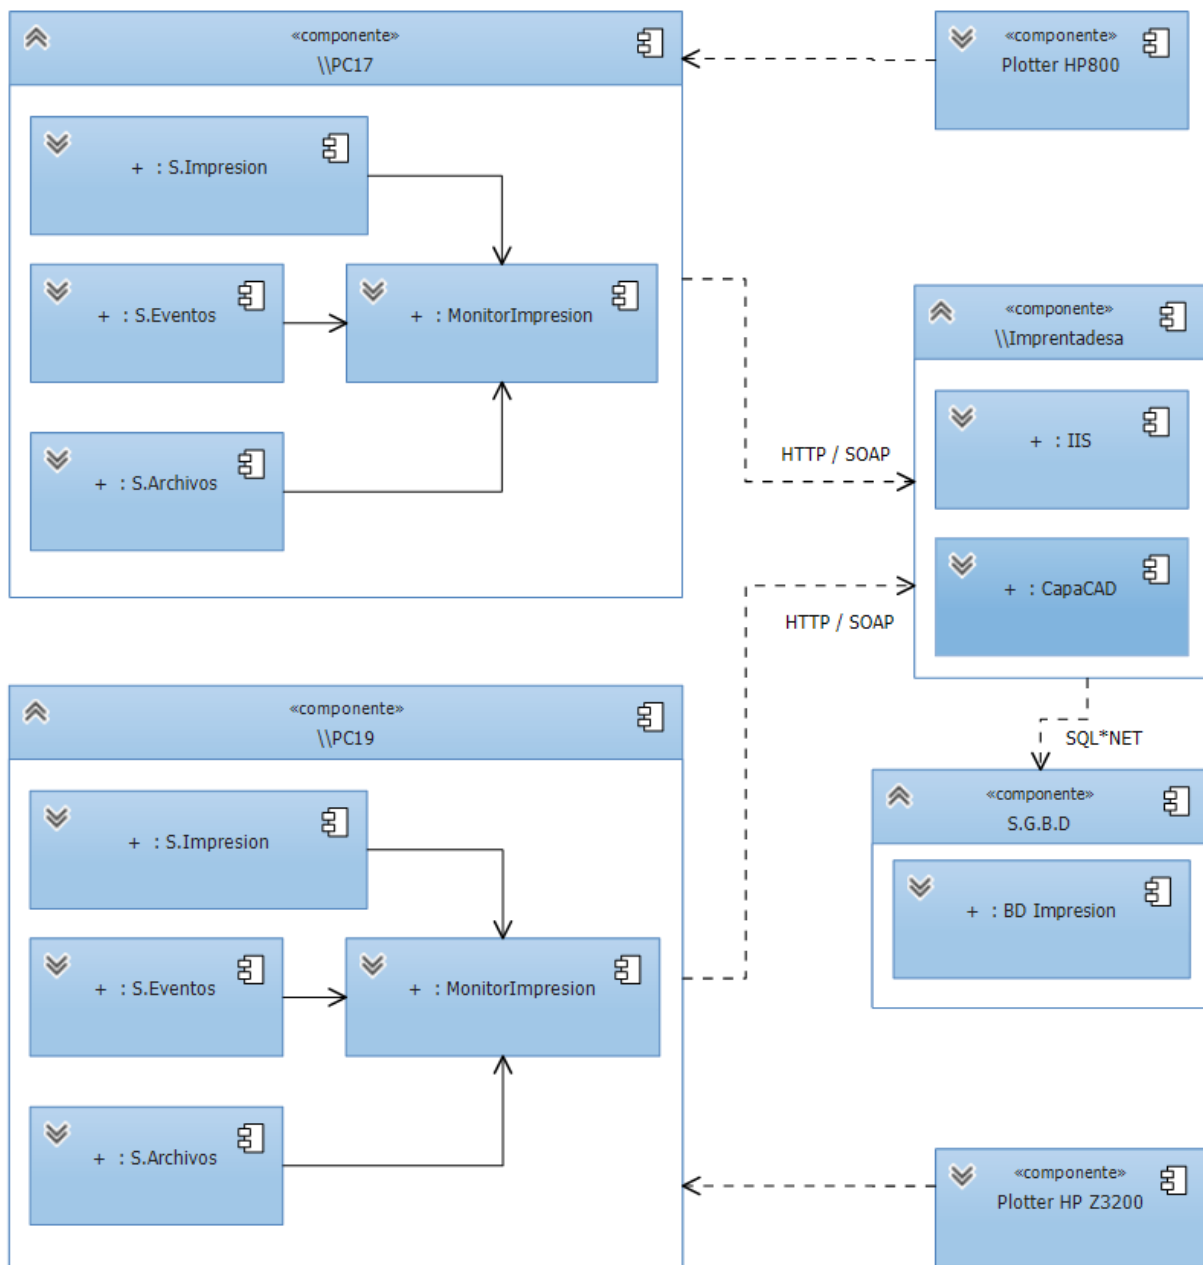 «componente»
\\PC17
+ : S.Impresion
+ : S.Eventos
+ : MonitorImpresion
+ : S.Archivos
«componente»
Plotter HP800
HTTP / SOAP
«componente»
\\Imprentadesa
+ : IIS
+ : CapaCAD
HTTP / SOAP
SQL*NET
«componente»
S.G.B.D
+ : BD Impresion
«componente»
\\PC19
+ : S.Impresion
+ : S.Eventos
+ : MonitorImpresion
+ : S.Archivos
«componente»
Plotter HP Z3200